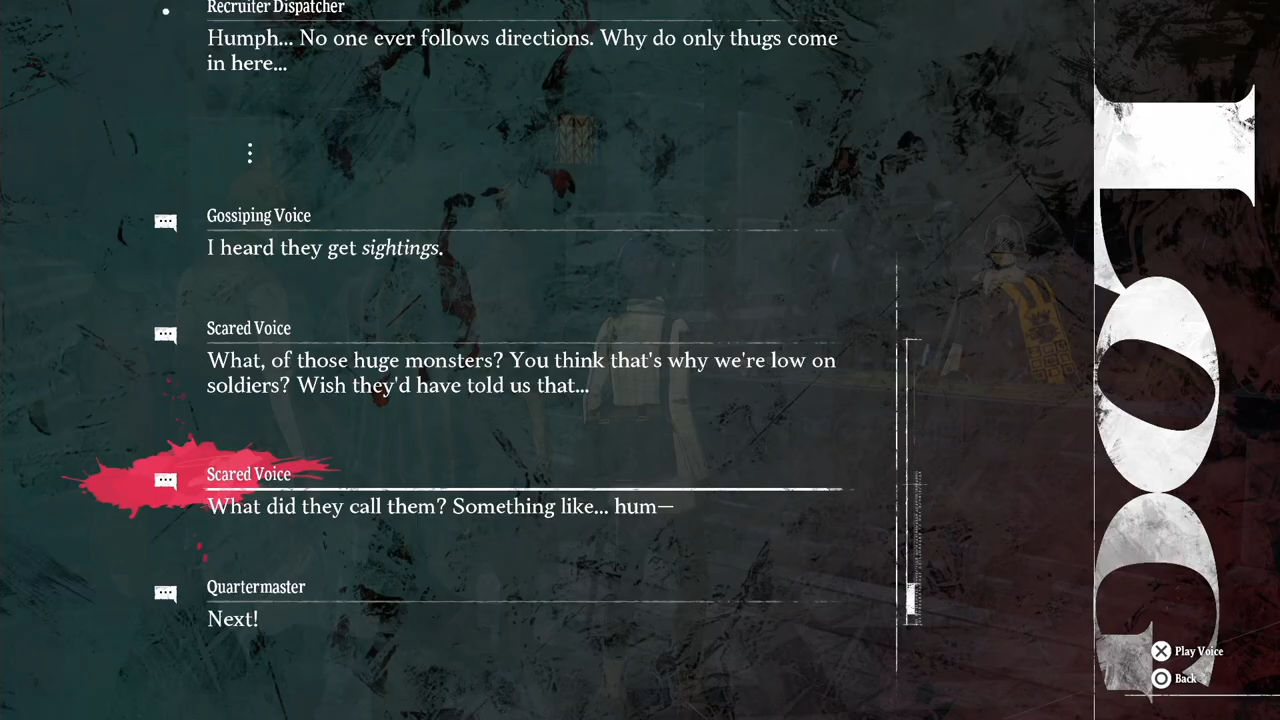 Recruiter Dispatcher
Humph... No one ever follows directions. Why do only thugs come
in here...
Gossiping Voice
I heard they get sightings.
Scared Voice
What, of those huge monsters? You think that's why we're low on
soldiers? Wish they'd have told us that...
Scared Voice
What did they call them? Something like... hum—
Quartermaster
Next!
LOG
Play Voice
Back